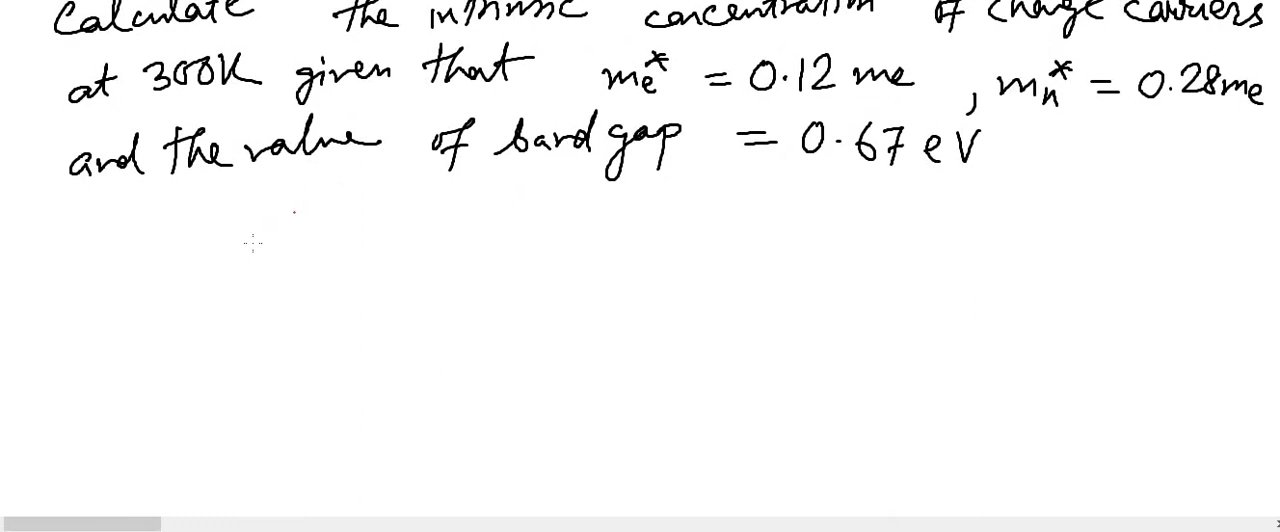 Calculate the intrinsic concentration of charge carriers
at 300K given that me* = 0.12 me , mh* = 0.28me
and the value of band gap = 0.67 eV